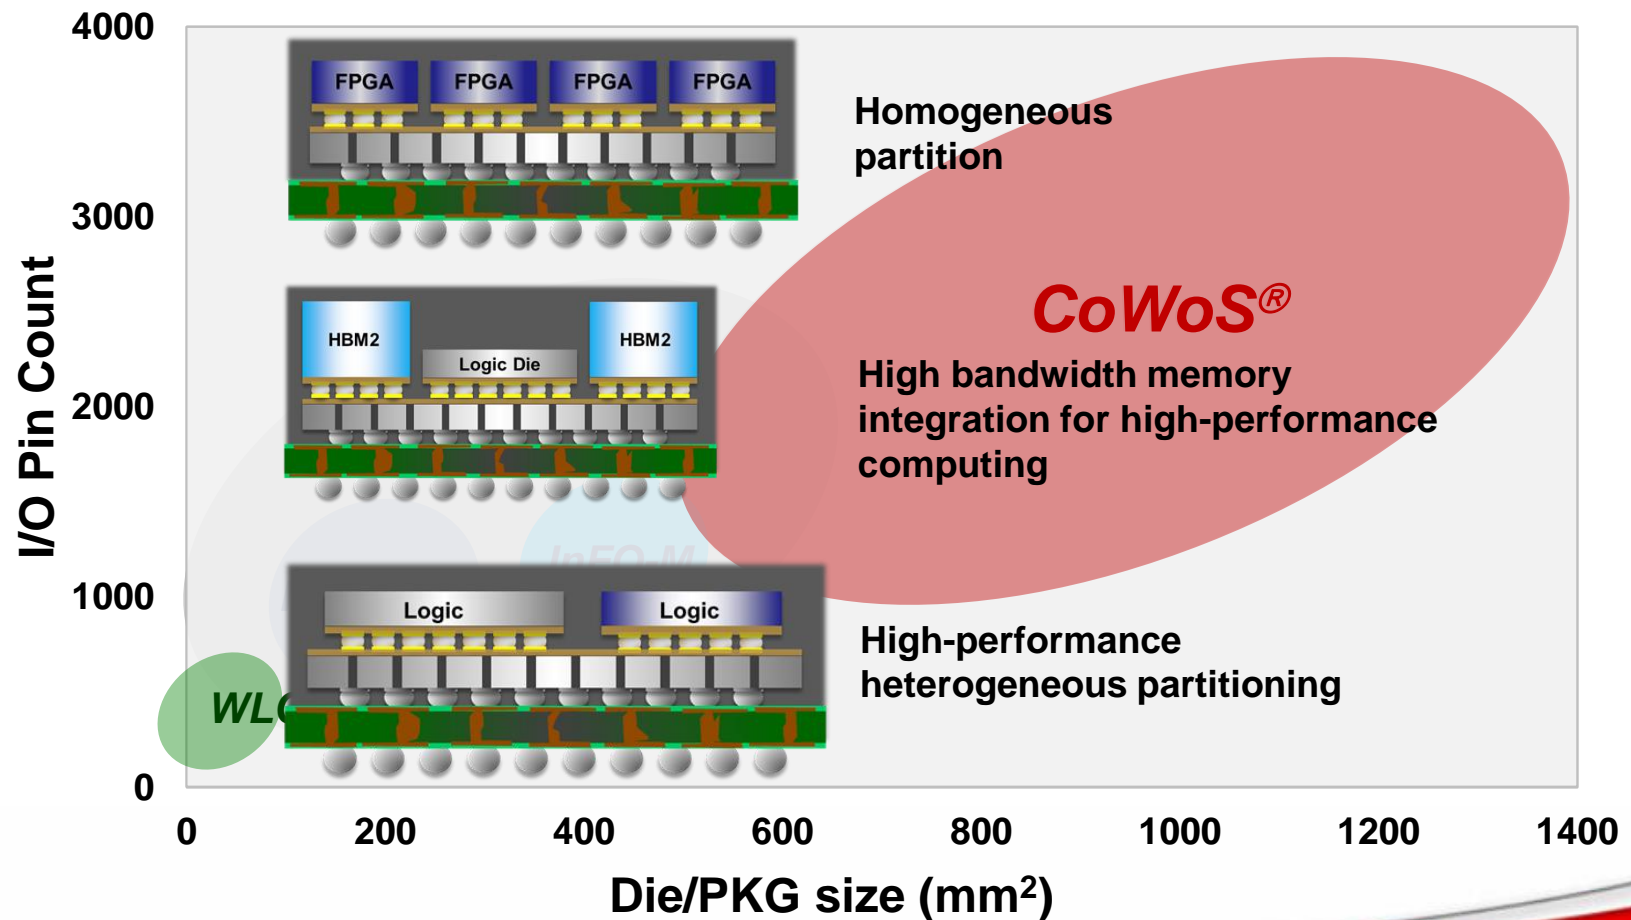 4000
3000
2000
1000
0
I/O Pin Count
FPGA FPGA FPGA FPGA
Homogeneous
partition
CoWoS®
HBM2 Logic Die HBM2
High bandwidth memory
integration for high-performance
computing
InFO-M
Logic Logic
High-performance
heterogeneous partitioning
0 200 400 600 800 1000 1200 1400
Die/PKG size (mm²)